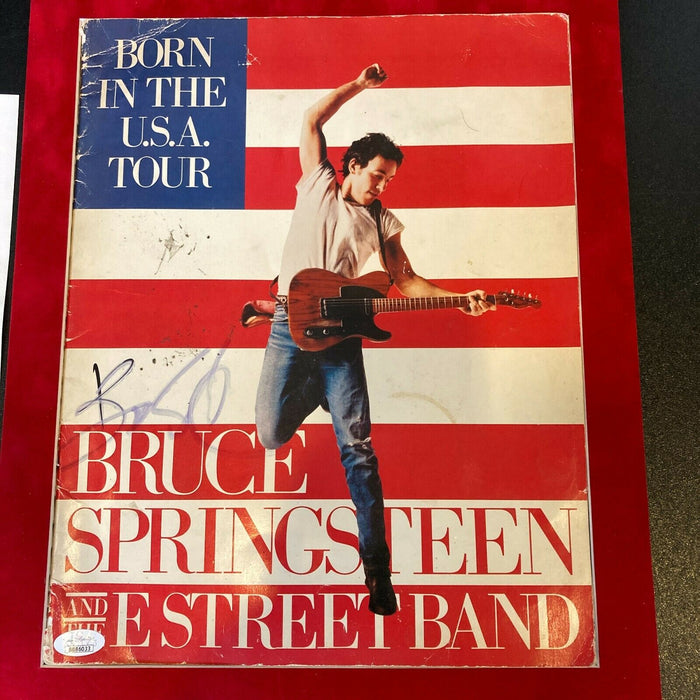 BORN
IN THE
U.S.A.
TOUR
BRUCE
SPRINGSTEEN
AND THE E STREET BAND